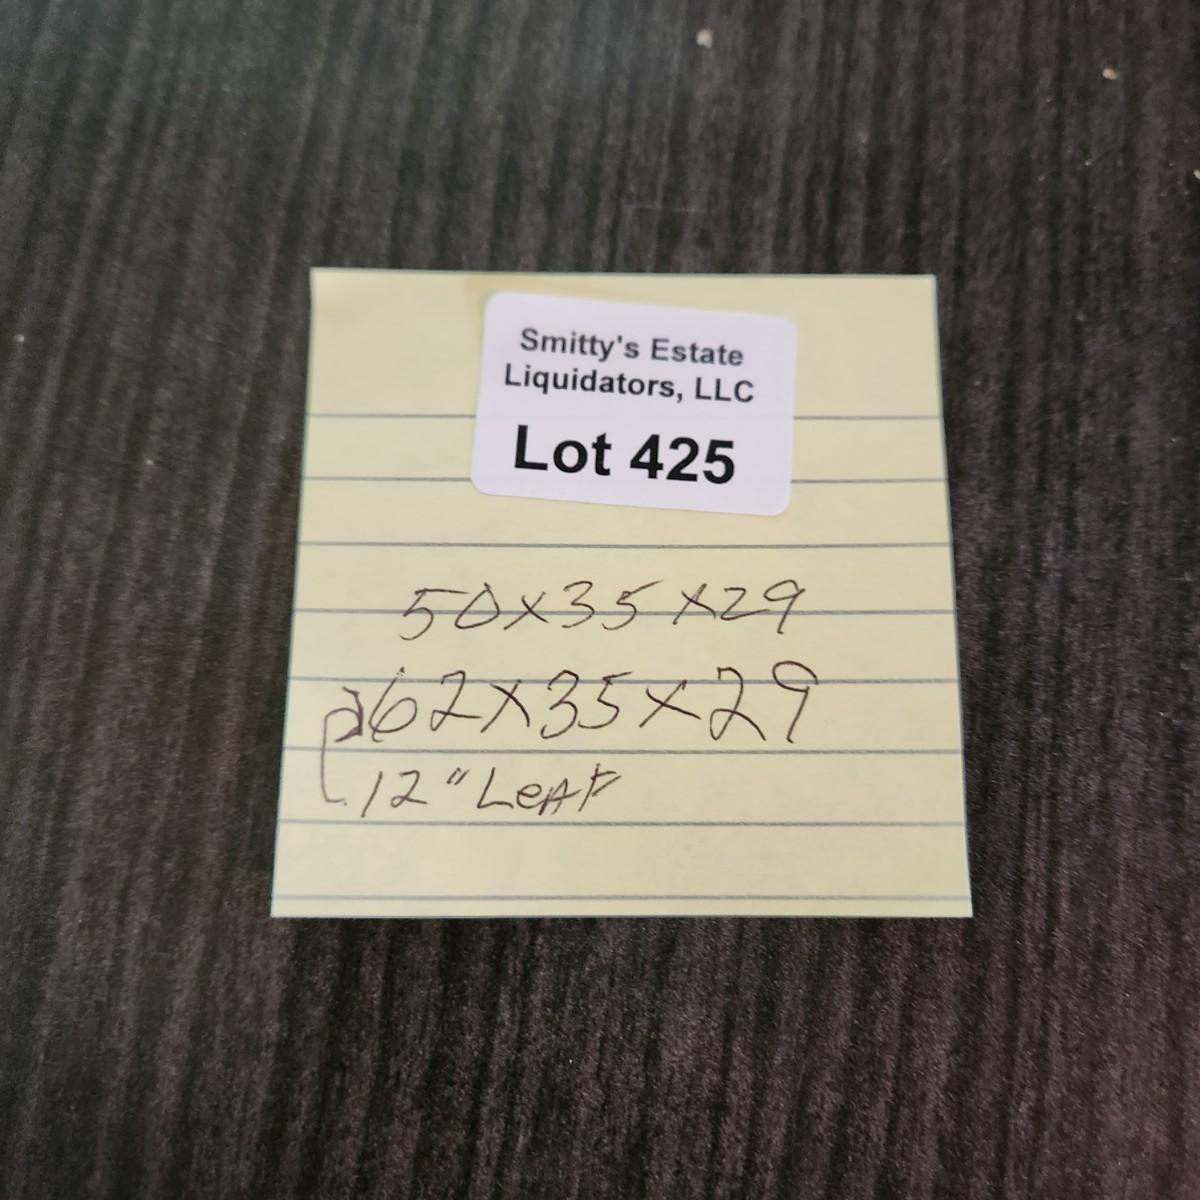 Smitty's Estate
Liquidators, LLC
Lot 425
50x35x29
62x35x29
12" Leaf